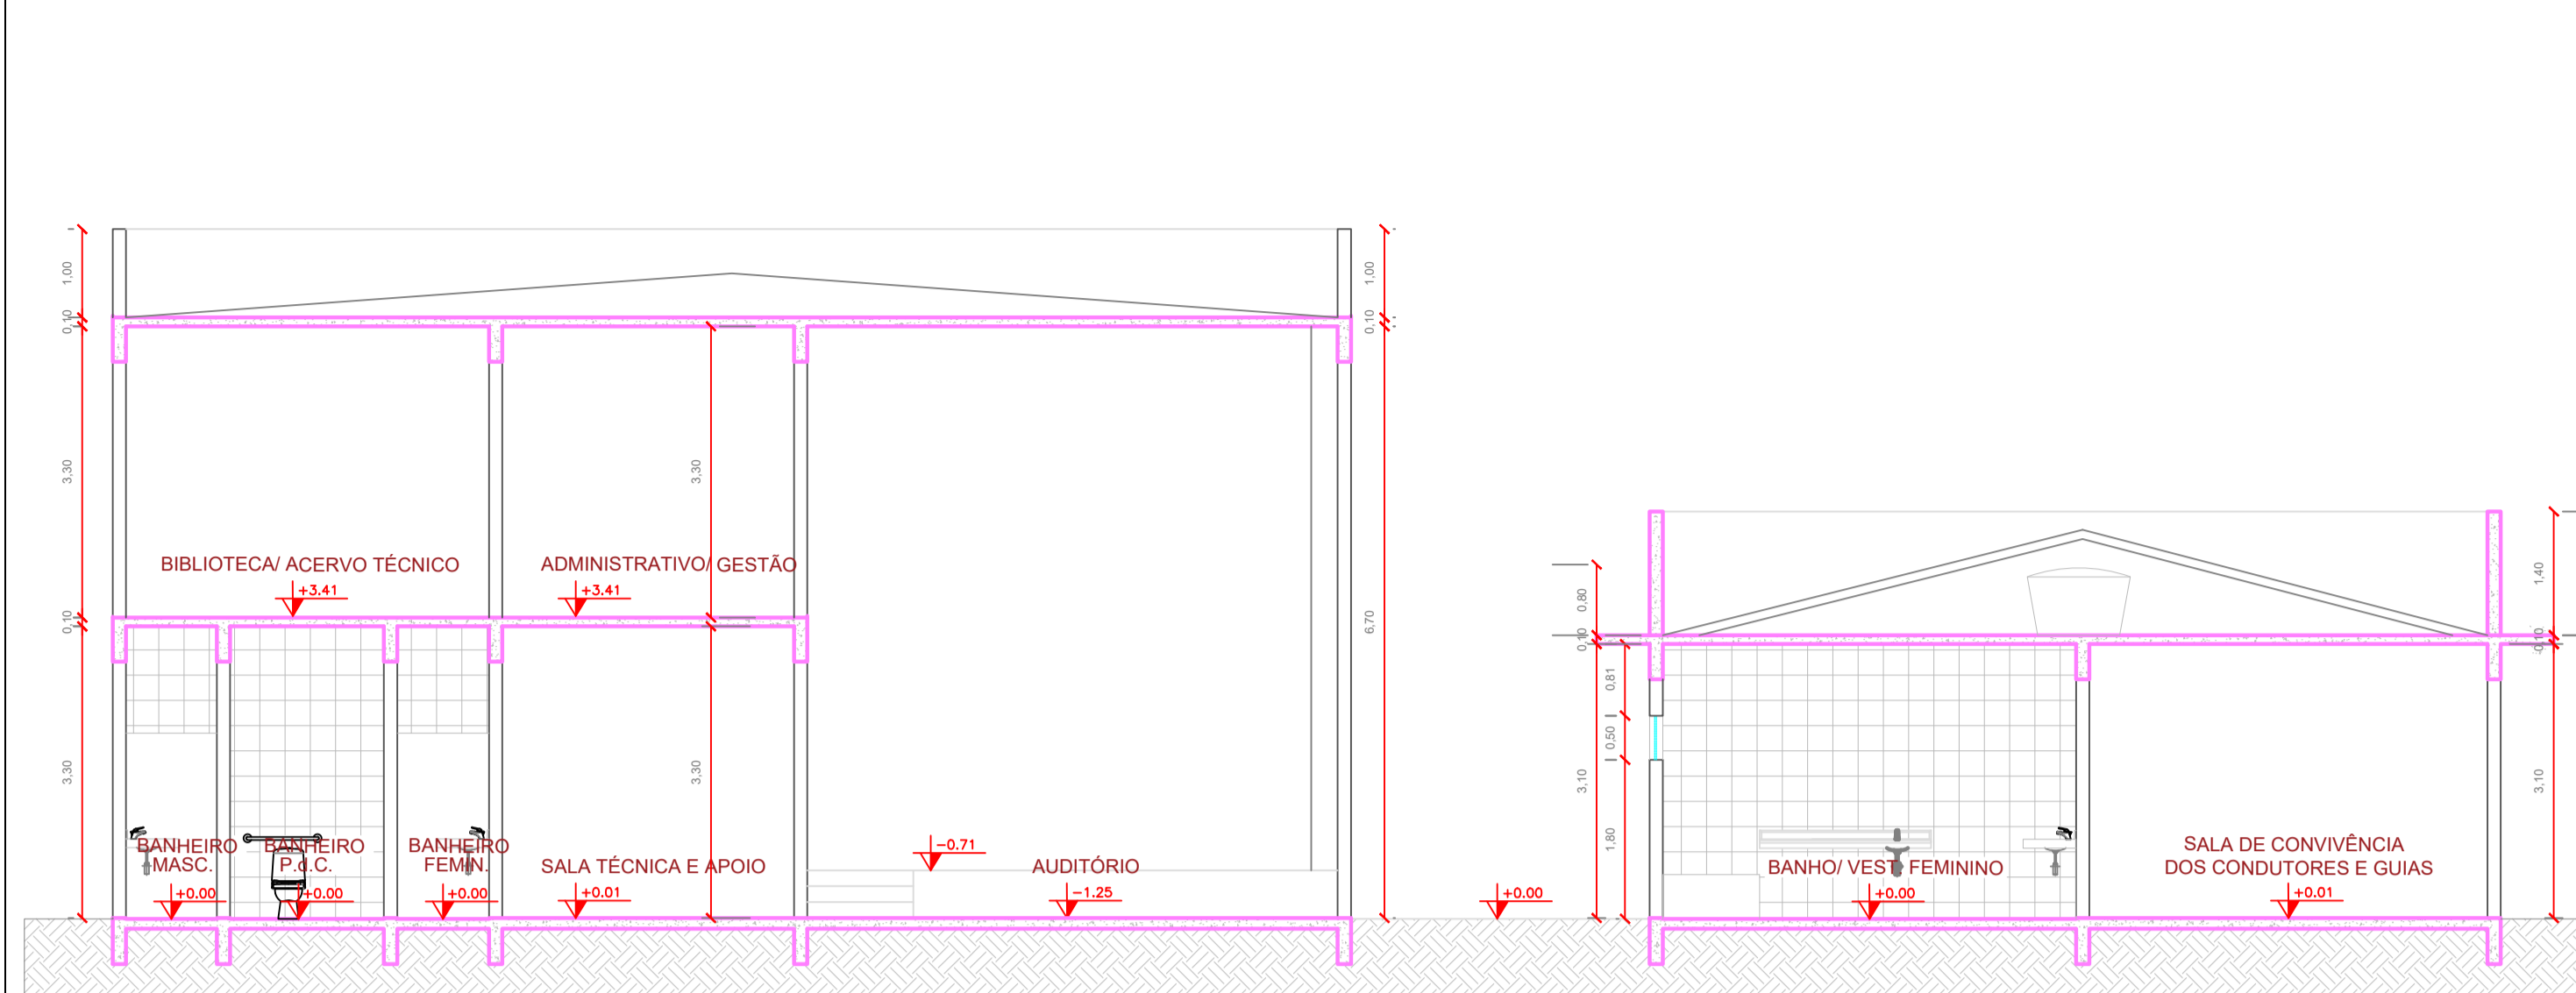 1,00
0,10
3,30
0,10
3,30
BIBLIOTECA/ ACERVO TÉCNICO
+3.41
ADMINISTRATIVO/ GESTÃO
+3.41
3,30
3,30
BANHEIRO
MASC.
+0.00
BANHEIRO
P.d.C.
+0.00
BANHEIRO
FEMIN.
+0.00
SALA TÉCNICA E APOIO
+0.01
-0.71
AUDITÓRIO
-1.25
1,00
0,10
6,70
+0.00
0,80
0,10
3,10
0,81
0,50
1,80
BANHO/ VEST. FEMININO
+0.00
SALA DE CONVIVÊNCIA
DOS CONDUTORES E GUIAS
+0.01
1,40
0,10
3,10